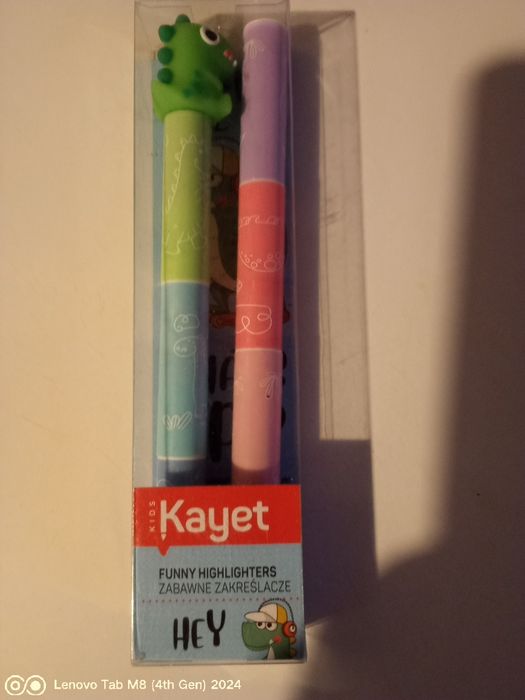 KIDS
Kayet
FUNNY HIGHLIGHTERS
ZABAWNE ZAKREŚLACZE
HEY
Lenovo Tab M8 (4th Gen) 2024